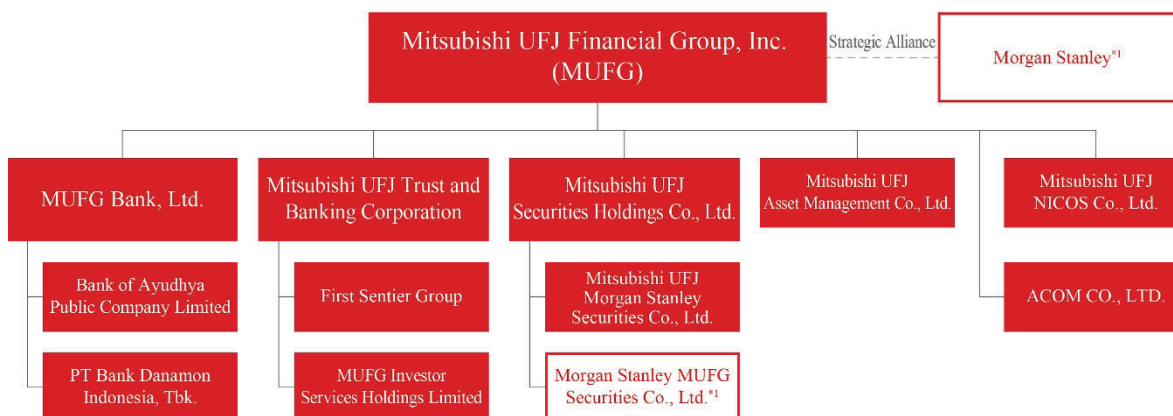 Mitsubishi UFJ Financial Group, Inc.
(MUFG)
Strategic Alliance
Morgan Stanley*1
MUFG Bank, Ltd.
Mitsubishi UFJ Trust and
Banking Corporation
Mitsubishi UFJ
Securities Holdings Co., Ltd.
Mitsubishi UFJ
Asset Management Co., Ltd.
Mitsubishi UFJ
NICOS Co., Ltd.
Bank of Ayudhya
Public Company Limited
First Sentier Group
Mitsubishi UFJ
Morgan Stanley
Securities Co., Ltd.
ACOM CO., LTD.
PT Bank Danamon
Indonesia, Tbk.
MUFG Investor
Services Holdings Limited
Morgan Stanley MUFG
Securities Co., Ltd.*1